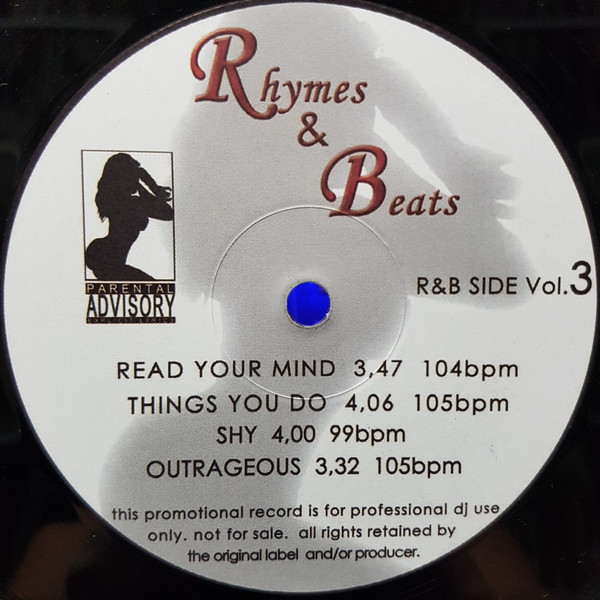 Rhymes
&
Beats
PARENTAL
ADVISORY
EXPLICIT LYRICS
R&B SIDE Vol.3
READ YOUR MIND 3,47 104bpm
THINGS YOU DO 4,06 105bpm
SHY 4,00 99bpm
OUTRAGEOUS 3,32 105bpm
this promotional record is for professional dj use
only. not for sale. all rights retained by
the original label and/or producer.